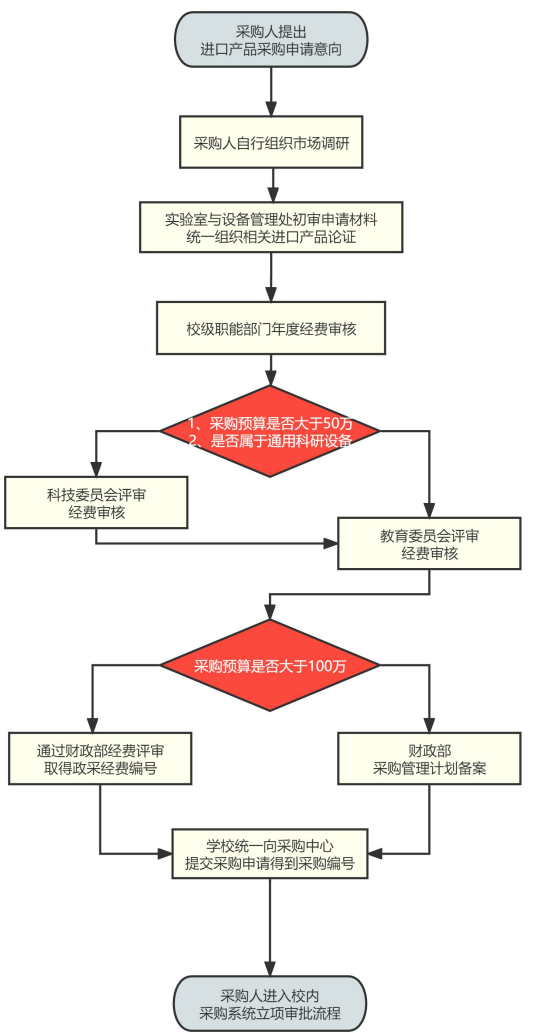 采购人提出
进口产品采购申请意向
采购人自行组织市场调研
实验室与设备管理处初审申请材料
统一组织相关进口产品论证
校级职能部门年度经费审核
1、采购预算是否大于50万
2、是否属于通用科研设备
科技委员会评审
经费审核
教育委员会评审
经费审核
采购预算是否大于100万
通过财政部经费评审
取得政采经费编号
财政部
采购管理计划备案
学校统一向采购中心
提交采购申请得到采购编号
采购人进入校内
采购系统立项审批流程